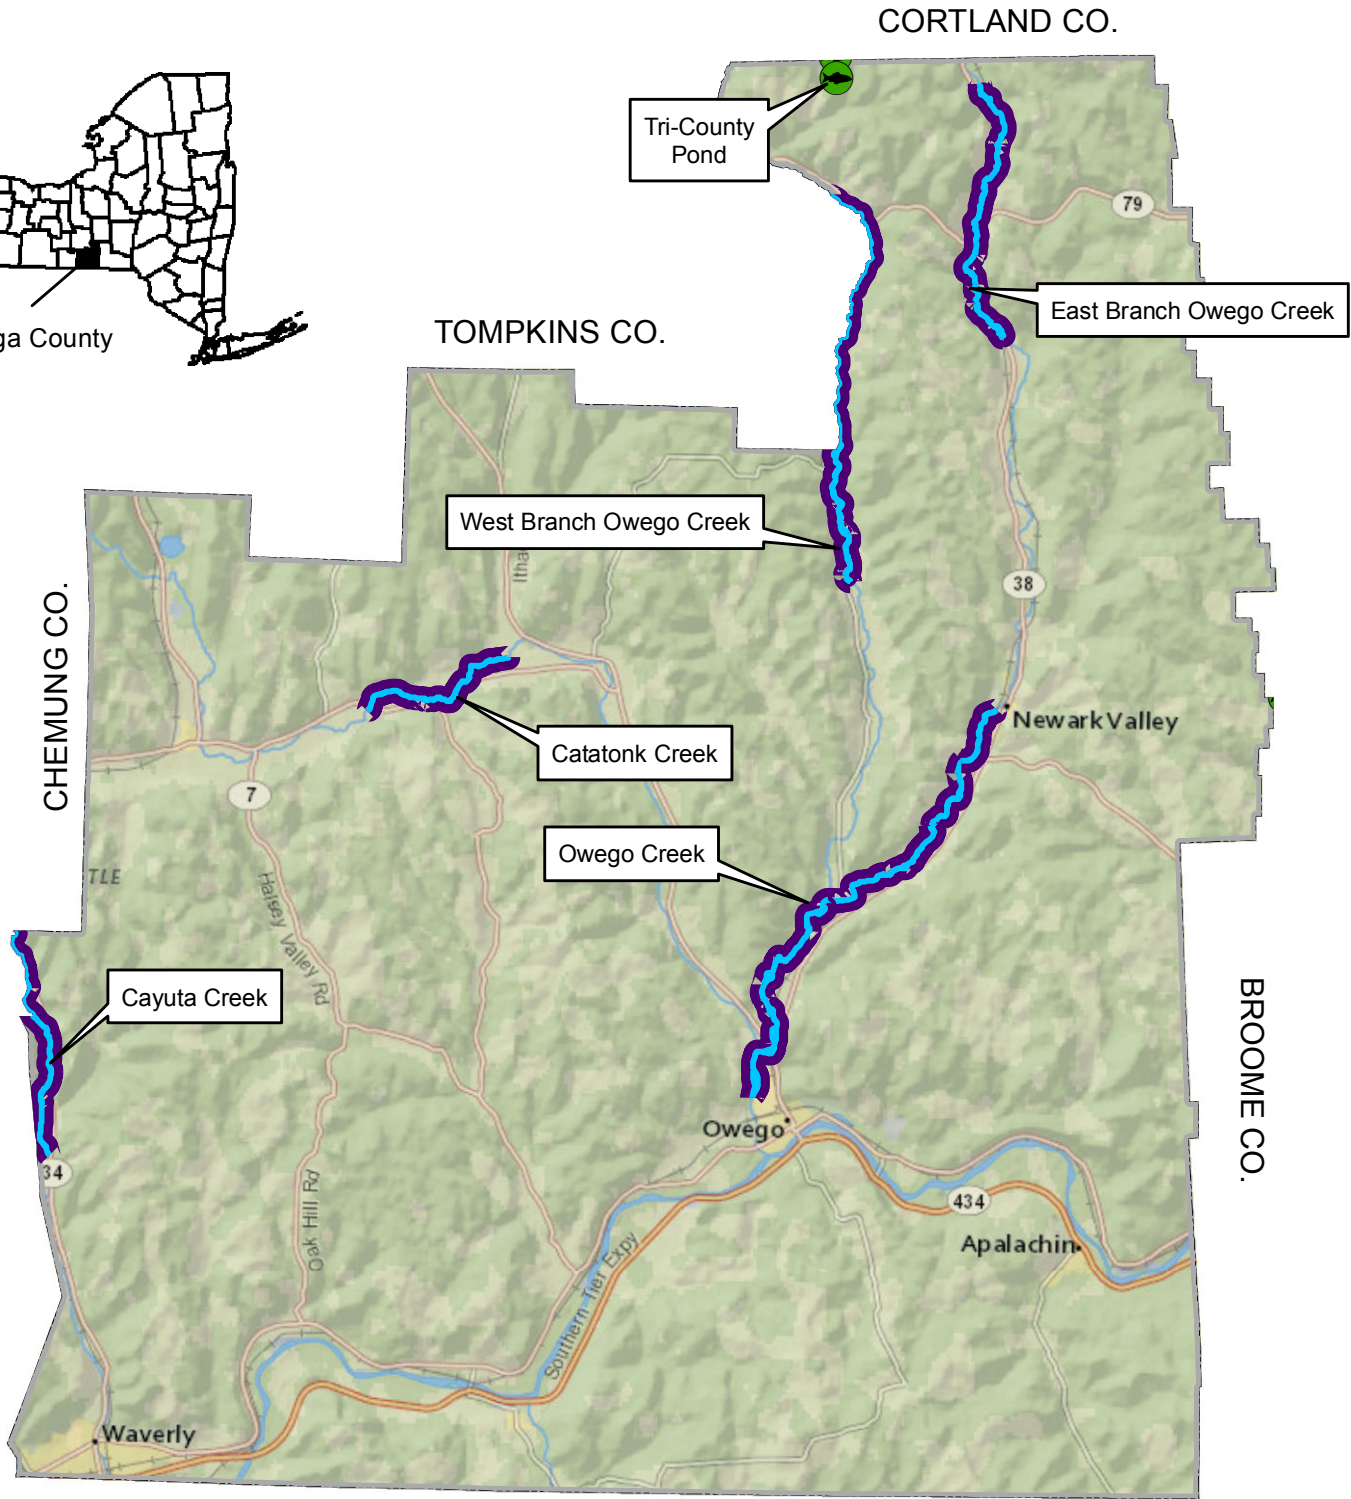 CORTLAND CO.
Tri-County
Pond
79
East Branch Owego Creek
ga County
TOMPKINS CO.
West Branch Owego Creek
Itha
38
CHEMUNG CO.
Newark Valley
Catatonk Creek
7
Owego Creek
TLE
Halsey Valley Rd
Cayuta Creek
BROOME CO.
Owego
34
434
Oak Hill Rd
Apalachin
Southern Tier Expy
Waverly